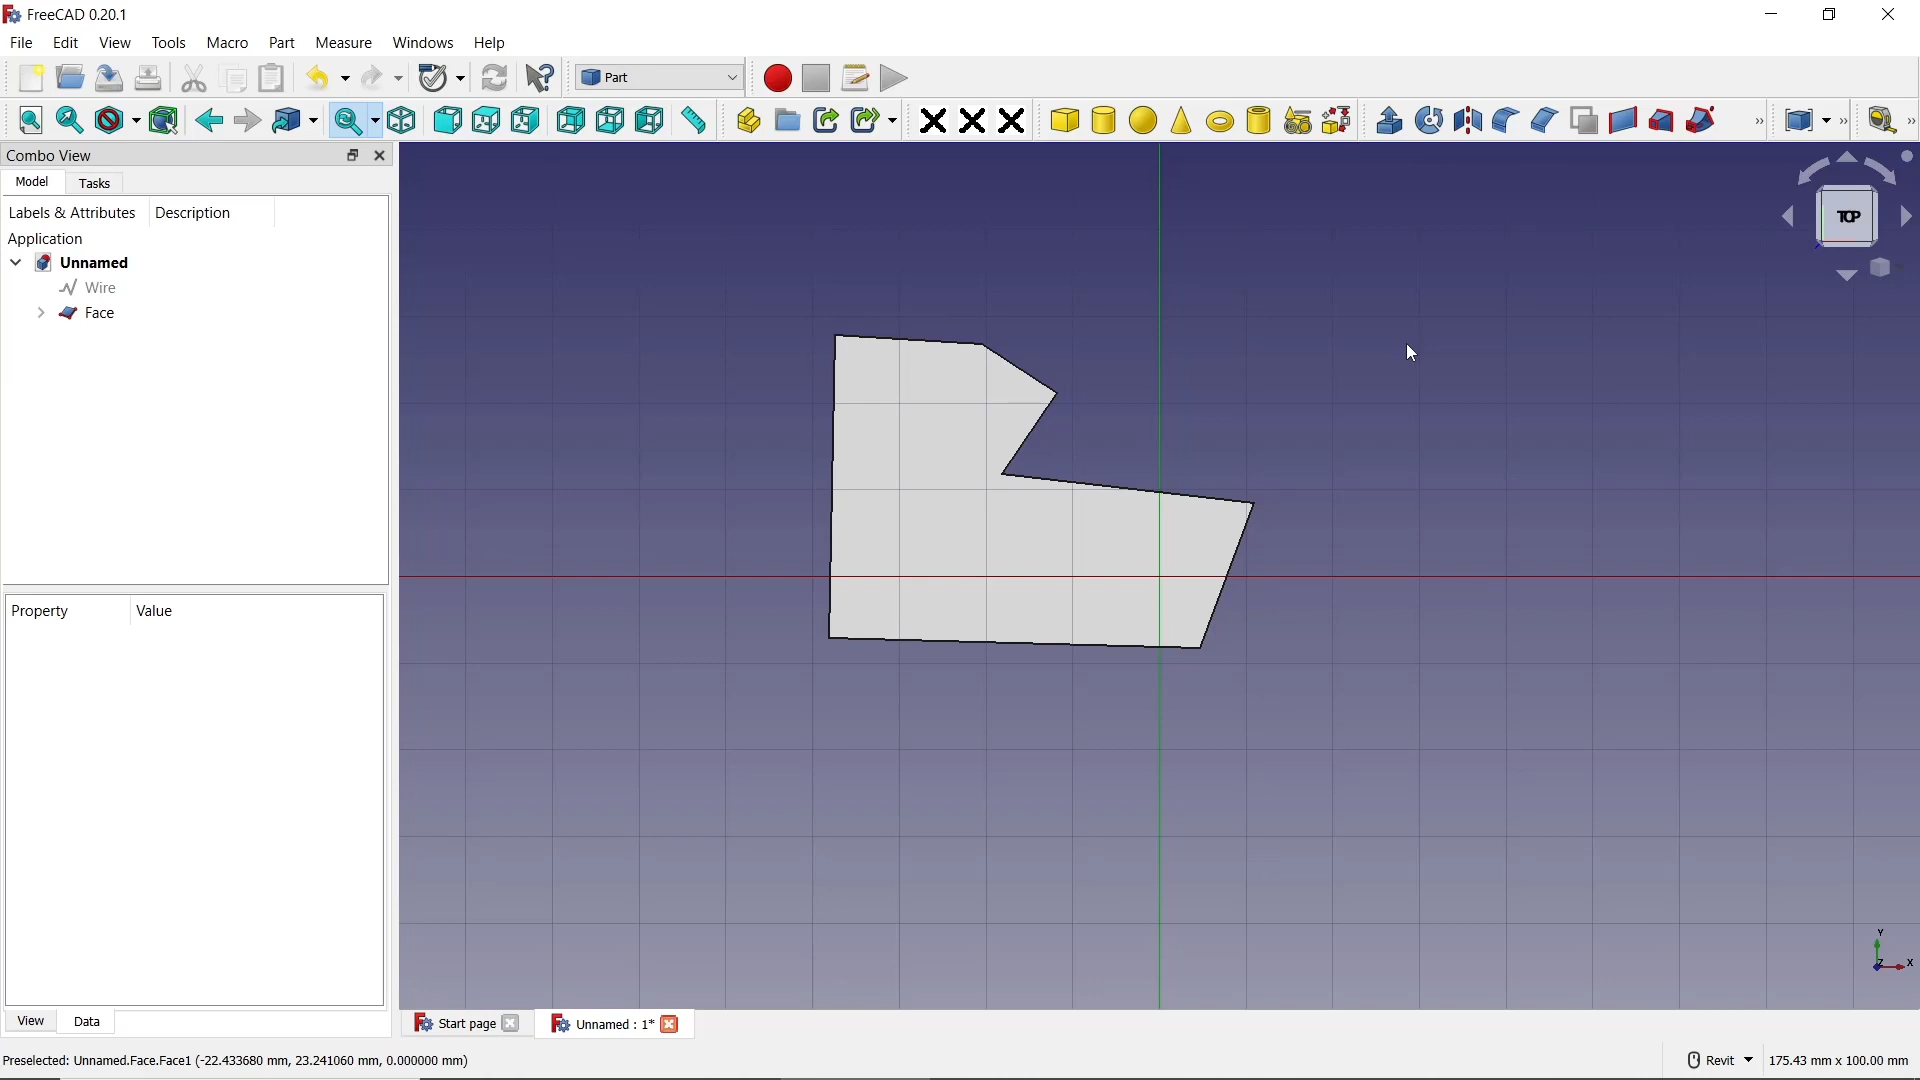 FreeCAD 0.20.1
File Edit View Tools Macro Part Measure Windows Help
Part
Combo View
Model Tasks
Labels & Attributes Description
Application
Unnamed
Wire
Face
TOP
Property Value
Y
Z X
View Data
Start page Unnamed : 1*
Preselected: Unnamed.Face.Face1 (-22.433680 mm, 23.241060 mm, 0.000000 mm)
Revit 175.43 mm x 100.00 mm